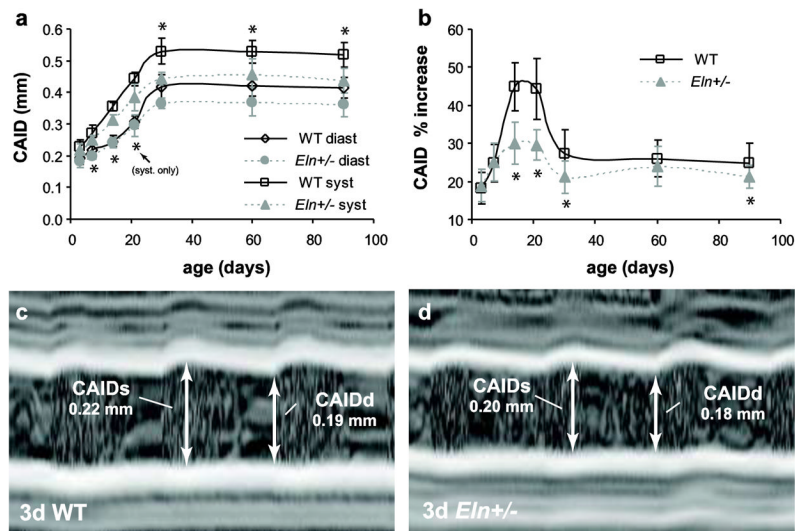 a
CAID (mm)
0.6
0.5
0.4
0.3
0.2
0.1
0.0
*
*
*
*
*
*
(syst. only)
WT diast
Eln+/- diast
WT syst
Eln+/- syst
0
20
40
60
80
100
age (days)
b
CAID % increase
60
50
40
30
20
10
WT
Eln+/-
*
*
*
*
0
20
40
60
80
100
age (days)
c
CAIDs
0.22 mm
CAIDd
0.19 mm
3d WT
d
CAIDs
0.20 mm
CAIDd
0.18 mm
3d Eln+/-